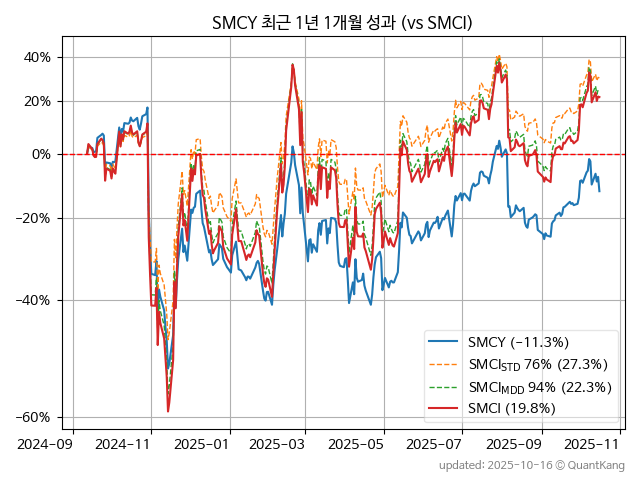 SMCY 최근 1년 1개월 성과 (vs SMCI)
40%
20%
0%
−20%
−40%
−60%
2024-09
2024-11
2025-01
2025-03
2025-05
2025-07
2025-09
2025-11
SMCY (-11.3%)
SMCI_STD 76% (27.3%)
SMCI_MDD 94% (22.3%)
SMCI (19.8%)
updated: 2025-10-16 © QuantKang